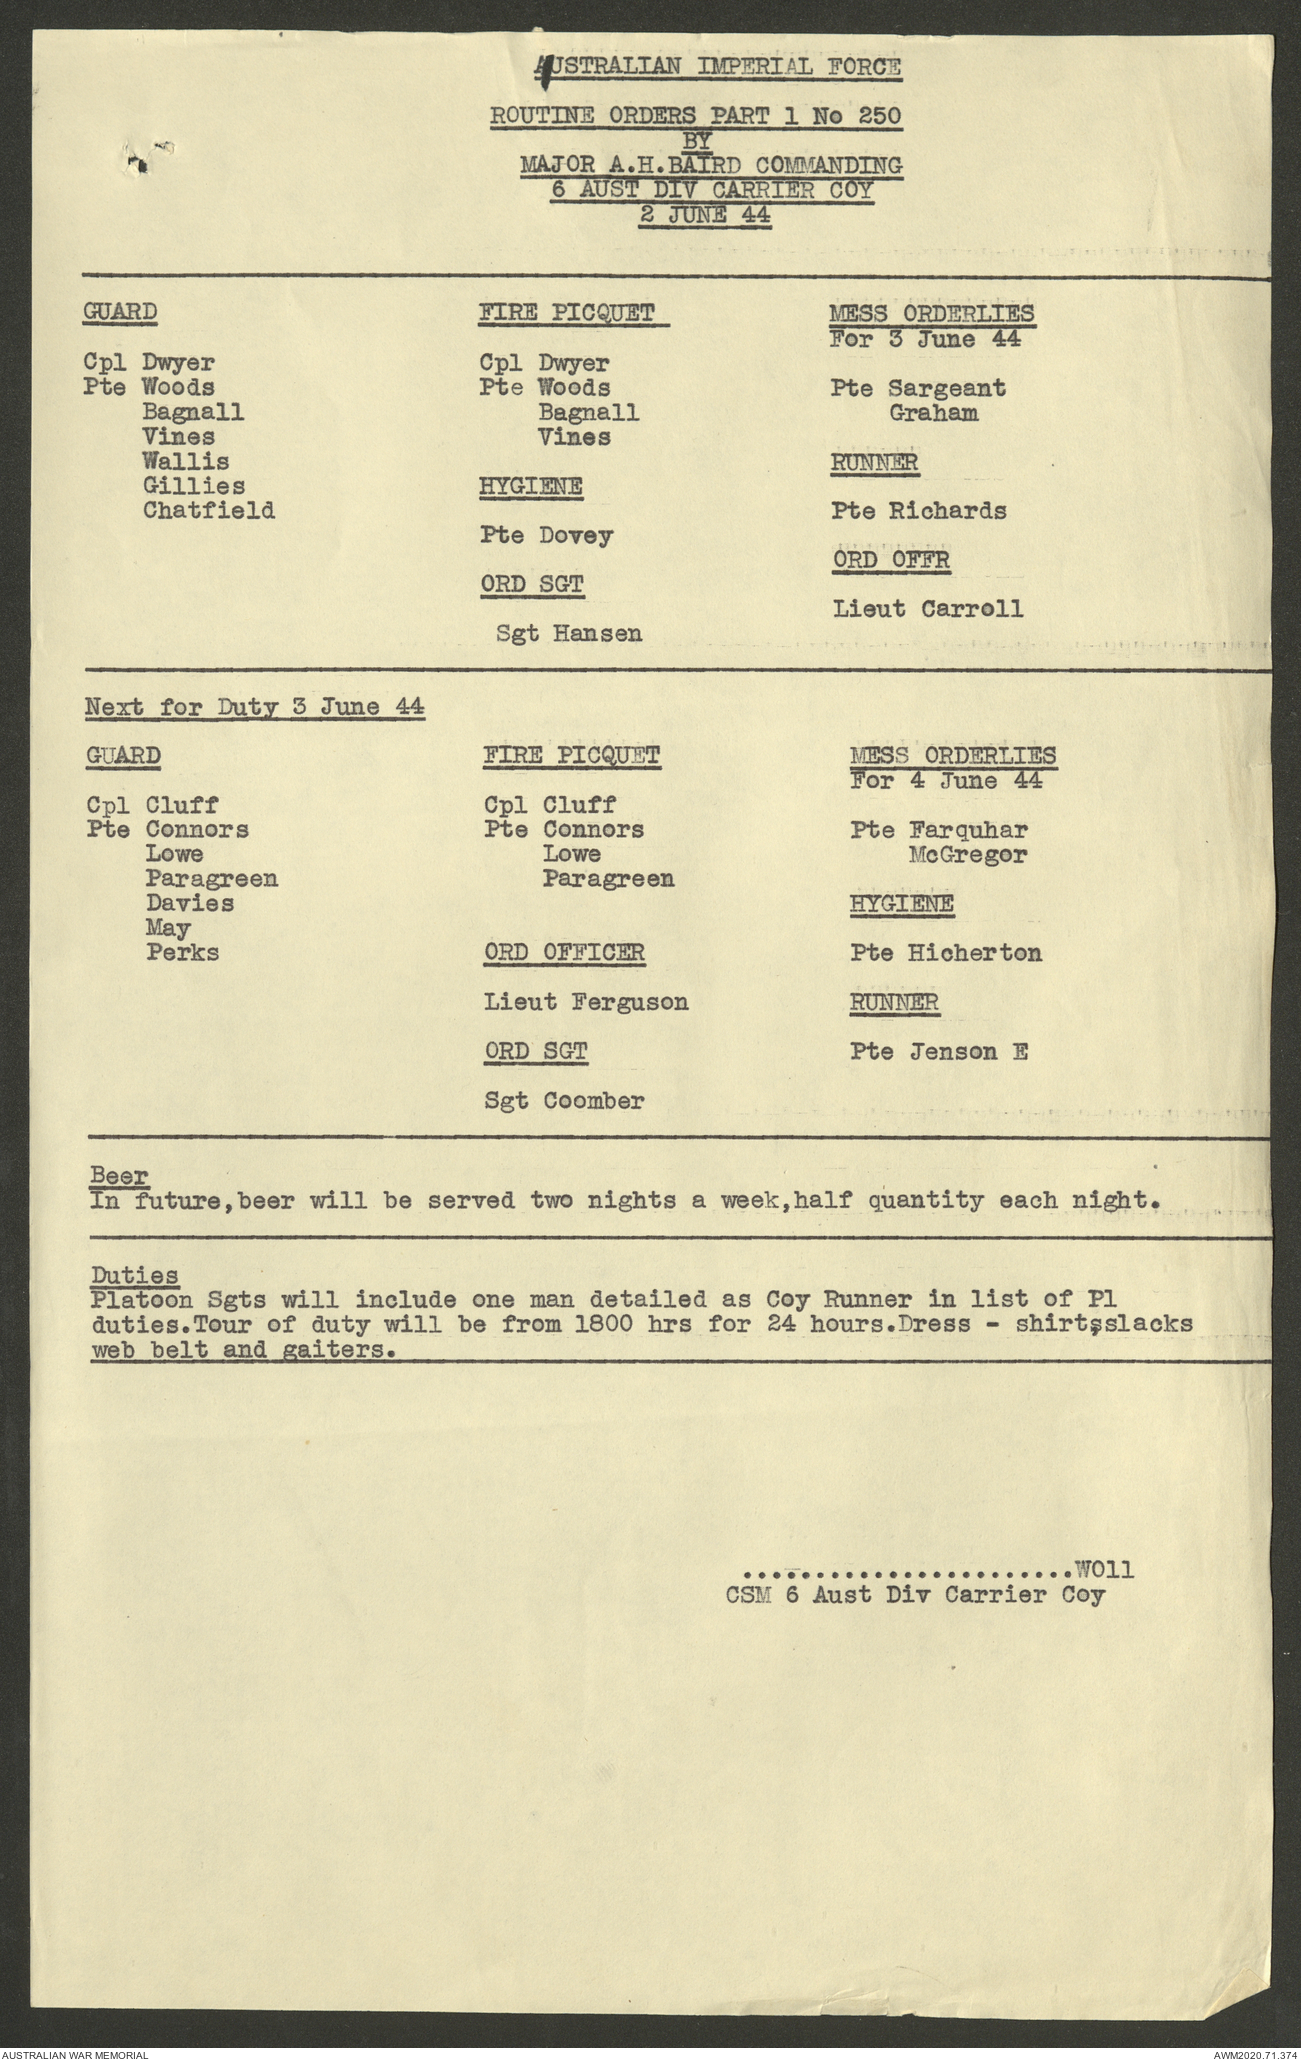 AUSTRALIAN IMPERIAL FORCE
ROUTINE ORDERS PART 1 No 250
BY
MAJOR A.H.BAIRD COMMANDING
6 AUST DIV CARRIER COY
2 JUNE 44
GUARD
Cpl Dwyer
Pte Woods
Bagnall
Vines
Wallis
Gillies
Chatfield
FIRE PICQUET
Cpl Dwyer
Pte Woods
Bagnall
Vines
HYGIENE
Pte Dovey
ORD SGT
Sgt Hansen
MESS ORDERLIES
For 3 June 44
Pte Sargeant
Graham
RUNNER
Pte Richards
ORD OFFR
Lieut Carroll
Next for Duty 3 June 44
GUARD
Cpl Cluff
Pte Connors
Lowe
Paragreen
Davies
May
Perks
FIRE PICQUET
Cpl Cluff
Pte Connors
Lowe
Paragreen
ORD OFFICER
Lieut Ferguson
ORD SGT
Sgt Coomber
MESS ORDERLIES
For 4 June 44
Pte Farquhar
McGregor
HYGIENE
Pte Hicherton
RUNNER
Pte Jenson E
Beer
In future,beer will be served two nights a week,half quantity each night.
Duties
Platoon Sgts will include one man detailed as Coy Runner in list of Pl
duties.Tour of duty will be from 1800 hrs for 24 hours.Dress - shirts,slacks
web belt and gaiters.
.......................WO11
CSM 6 Aust Div Carrier Coy
AUSTRALIAN WAR MEMORIAL
AWM2020.71.374